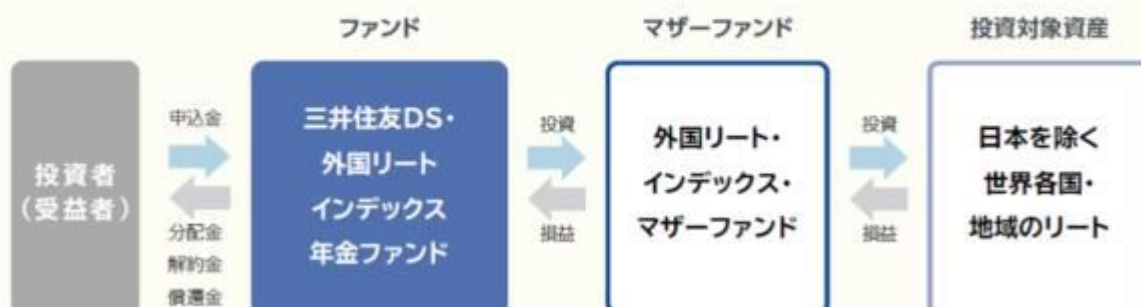 ファンド
マザーファンド
投資対象資産
投資者
（受益者）
申込金
分配金
解約金
償還金
三井住友DS・
外国リート
インデックス
年金ファンド
投資
損益
外国リート・
インデックス・
マザーファンド
投資
損益
日本を除く
世界各国・
地域のリート